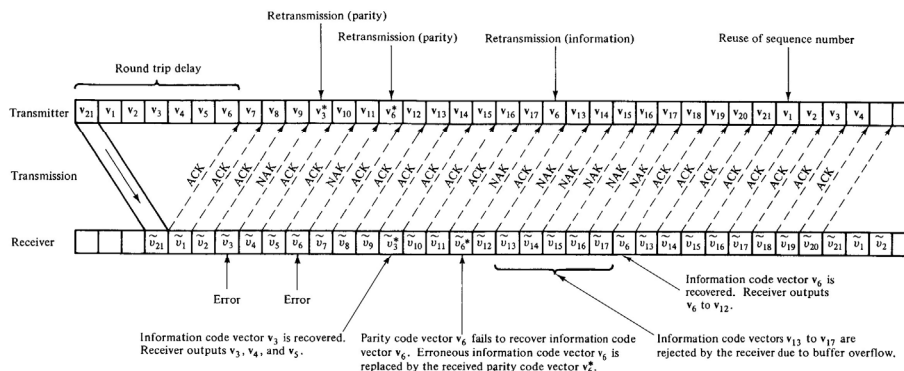 Retransmission (parity)
Retransmission (parity)
Retransmission (information)
Reuse of sequence number
Round trip delay
Transmitter v21 v1 v2 v3 v4 v5 v6 v7 v8 v9 v3* v10 v11 v6* v12 v13 v14 v15 v16 v17 v6 v13 v14 v15 v16 v17 v18 v19 v20 v21 v1 v2 v3 v4
Transmission ACK ACK ACK NAK ACK ACK NAK ACK ACK ACK ACK ACK ACK NAK ACK NAK NAK NAK NAK NAK ACK ACK ACK ACK ACK ACK ACK ACK
Receiver ṽ21 ṽ1 ṽ2 ṽ3 ṽ4 ṽ5 ṽ6 ṽ7 ṽ8 ṽ9 ṽ3* ṽ10 ṽ11 ṽ6* ṽ12 ṽ13 ṽ14 ṽ15 ṽ16 ṽ17 ṽ6 ṽ13 ṽ14 ṽ15 ṽ16 ṽ17 ṽ18 ṽ19 ṽ20 ṽ21 ṽ1 ṽ2
Error
Error
Information code vector v6 is
recovered. Receiver outputs
v6 to v12.
Information code vector v3 is recovered.
Receiver outputs v3, v4, and v5.
Parity code vector v6 fails to recover information code
vector v6. Erroneous information code vector v6 is
replaced by the received parity code vector
Information code vectors v13 to v17 are
rejected by the receiver due to buffer overflow.